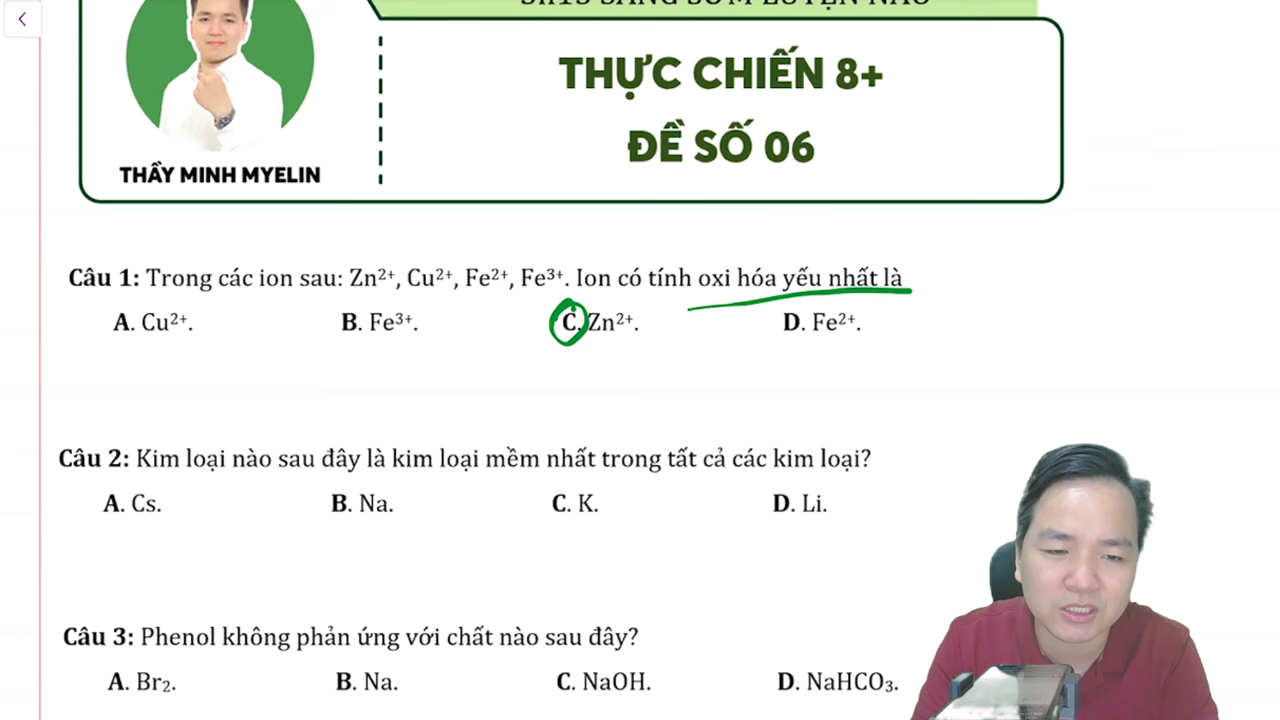 THỰC CHIẾN 8+
ĐỀ SỐ 06
THẦY MINH MYELIN
Câu 1: Trong các ion sau: Zn²⁺, Cu²⁺, Fe²⁺, Fe³⁺. Ion có tính oxi hóa yếu nhất là
A. Cu²⁺. B. Fe³⁺. C. Zn²⁺. D. Fe²⁺.
Câu 2: Kim loại nào sau đây là kim loại mềm nhất trong tất cả các kim loại?
A. Cs. B. Na. C. K. D. Li.
Câu 3: Phenol không phản ứng với chất nào sau đây?
A. Br₂. B. Na. C. NaOH. D. NaHCO₃.